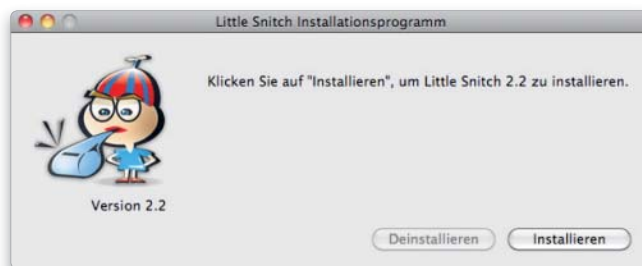 Little Snitch Installationsprogramm
Klicken Sie auf "Installieren", um Little Snitch 2.2 zu installieren.
Version 2.2
Deinstallieren
Installieren